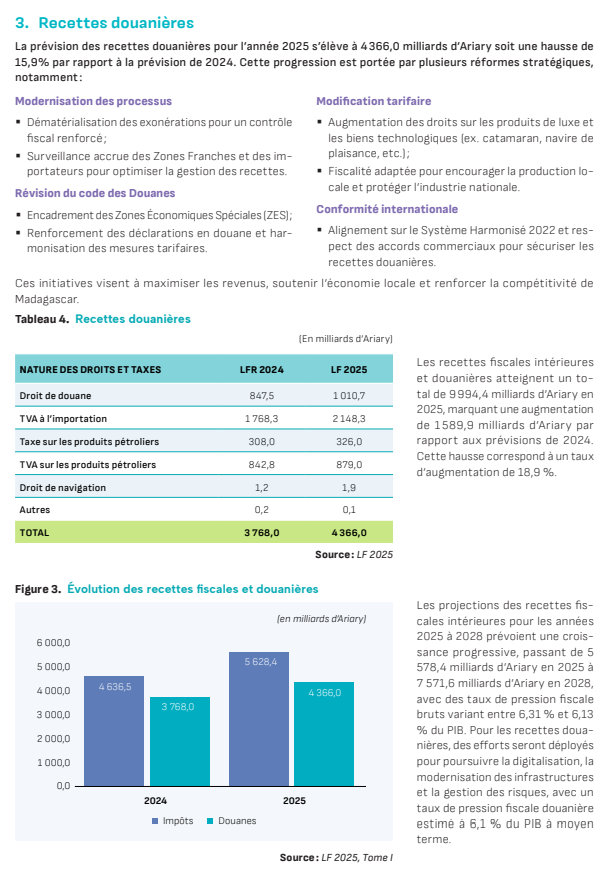 3. Recettes douanières
La prévision des recettes douanières pour l'année 2025 s'élève à 4 366,0 milliards d'Ariary soit une hausse de
15,9% par rapport à la prévision de 2024. Cette progression est portée par plusieurs réformes stratégiques,
notamment :
Modernisation des processus
▪ Dématérialisation des exonérations pour un contrôle
fiscal renforcé ;
▪ Surveillance accrue des Zones Franches et des im-
portateurs pour optimiser la gestion des recettes.
Révision du code des Douanes
▪ Encadrement des Zones Économiques Spéciales (ZES) ;
▪ Renforcement des déclarations en douane et har-
monisation des mesures tarifaires.
Modification tarifaire
▪ Augmentation des droits sur les produits de luxe et
les biens technologiques (ex. catamaran, navire de
plaisance, etc.) ;
▪ Fiscalité adaptée pour encourager la production lo-
cale et protéger l'industrie nationale.
Conformité internationale
▪ Alignement sur le Système Harmonisé 2022 et res-
pect des accords commerciaux pour sécuriser les
recettes douanières.
Ces initiatives visent à maximiser les revenus, soutenir l'économie locale et renforcer la compétitivité de
Madagascar.
Tableau 4. Recettes douanières
(En milliards d'Ariary)
NATURE DES DROITS ET TAXES LFR 2024 LF 2025
Droit de douane 847,5 1 010,7
TVA à l'importation 1 768,3 2 148,3
Taxe sur les produits pétroliers 308,0 326,0
TVA sur les produits pétroliers 842,8 879,0
Droit de navigation 1,2 1,9
Autres 0,2 0,1
TOTAL 3 768,0 4 366,0
Source : LF 2025
Les recettes fiscales intérieures
et douanières atteignent un to-
tal de 9 994,4 milliards d'Ariary en
2025, marquant une augmentation
de 1 589,9 milliards d'Ariary par
rapport aux prévisions de 2024.
Cette hausse correspond à un taux
d'augmentation de 18,9 %.
Figure 3. Évolution des recettes fiscales et douanières
(en milliards d'Ariary)
6 000,0
5 000,0
4 000,0
3 000,0
2 000,0
1 000,0
0,0
4 636,5
3 768,0
5 628,4
4 366,0
2024 2025
Impôts Douanes
Source : LF 2025, Tome I
Les projections des recettes fis-
cales intérieures pour les années
2025 à 2028 prévoient une crois-
sance progressive, passant de 5
578,4 milliards d'Ariary en 2025 à
7 571,6 milliards d'Ariary en 2028,
avec des taux de pression fiscale
bruts variant entre 6,31 % et 6,13
% du PIB. Pour les recettes doua-
nières, des efforts seront déployés
pour poursuivre la digitalisation, la
modernisation des infrastructures
et la gestion des risques, avec un
taux de pression fiscale douanière
estimé à 6,1 % du PIB à moyen
terme.